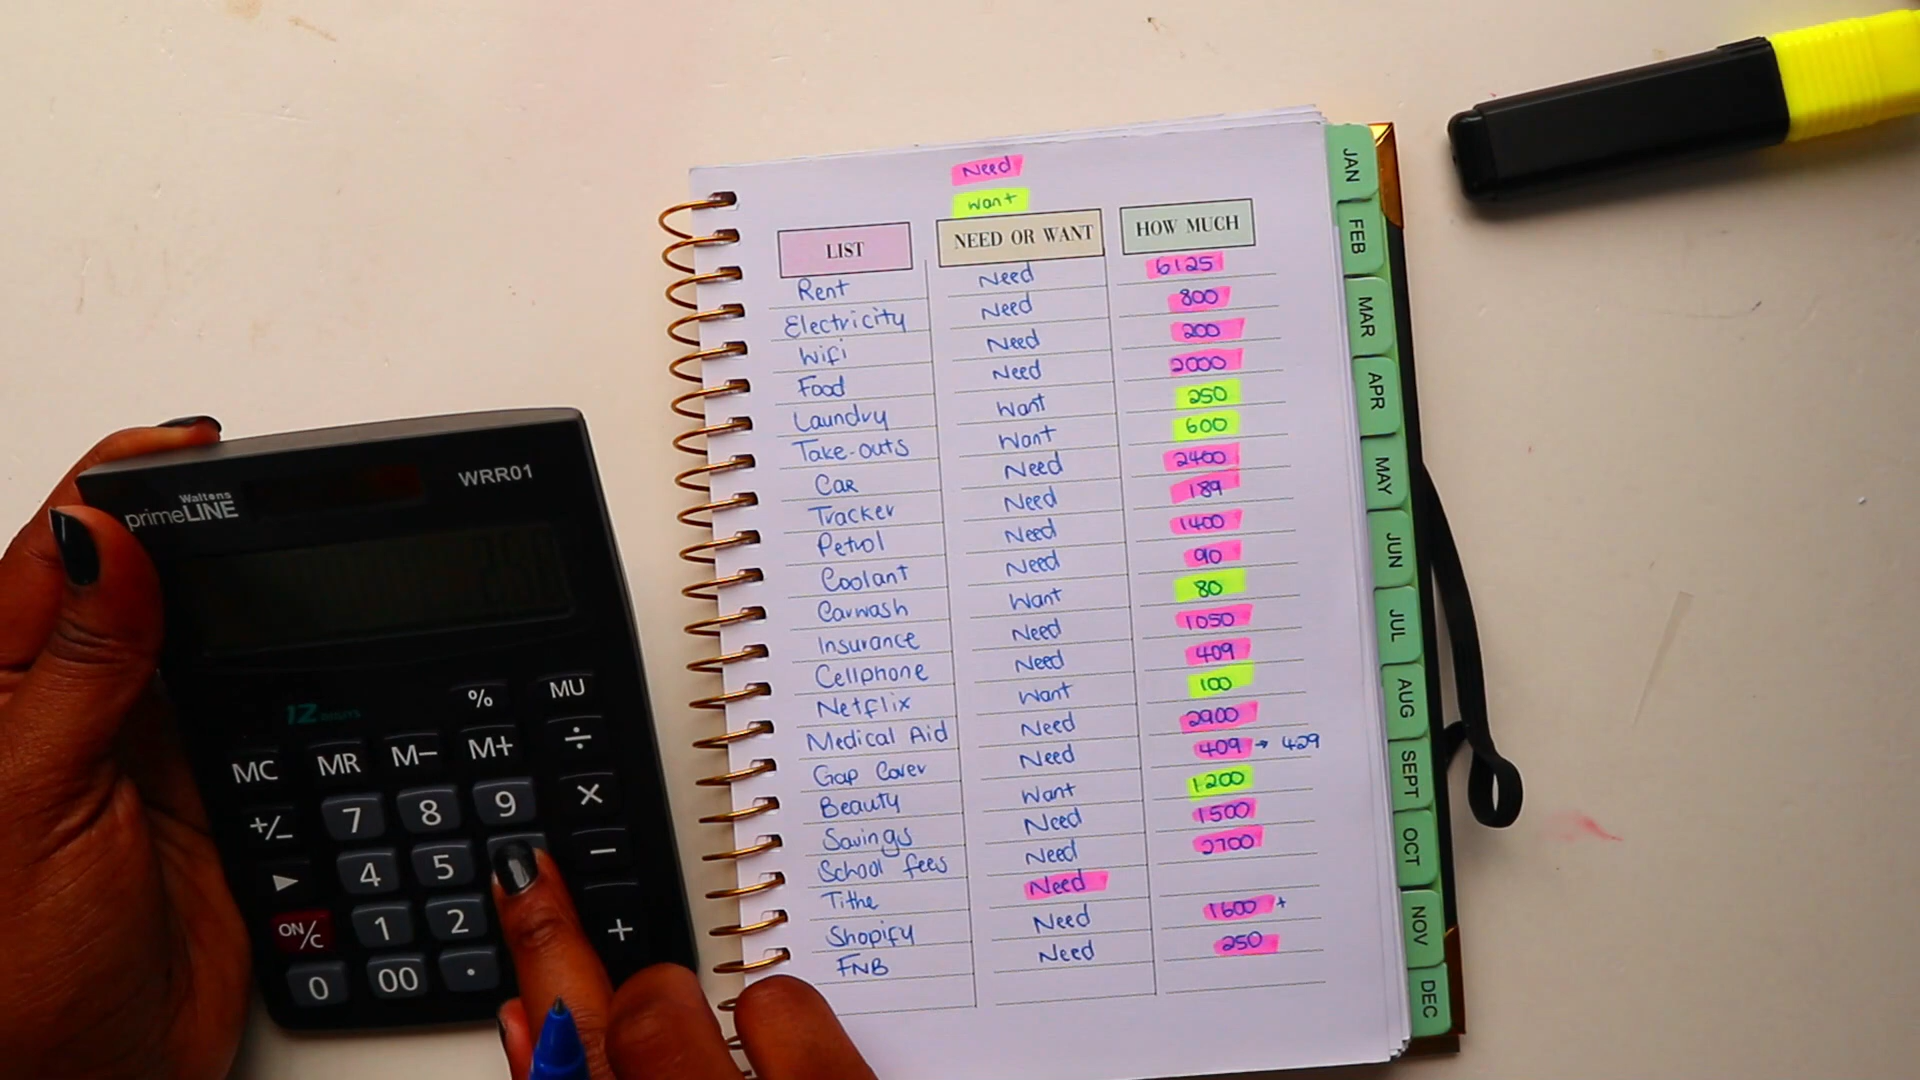 Need
Want
LIST NEED OR WANT HOW MUCH
Rent Need 6125
Electricity Need 800
Wifi Need 200
Food Need 2000
Laundry Want 250
Take-outs Want 600
Car Need 2400
Tracker Need 189
Petrol Need 1400
Coolant Need 90
Carwash Want 80
Insurance Need 1050
Cellphone Need 409
Netflix Want 100
Medical Aid Need 2900
Gap Cover Need 409 → 429
Beauty Want 1200
Savings Need 1500
School fees Need 2700
Tithe Need
Shopify Need 1600 +
FNB Need 250
JAN
FEB
MAR
APR
MAY
JUN
JUL
AUG
SEPT
OCT
NOV
DEC
Waltons
primeLINE WRR01
12 DIGITS
% MU
MC MR M− M+ ÷
+/− 7 8 9 ×
► 4 5 −
ON/C 1 2 +
0 00 ·